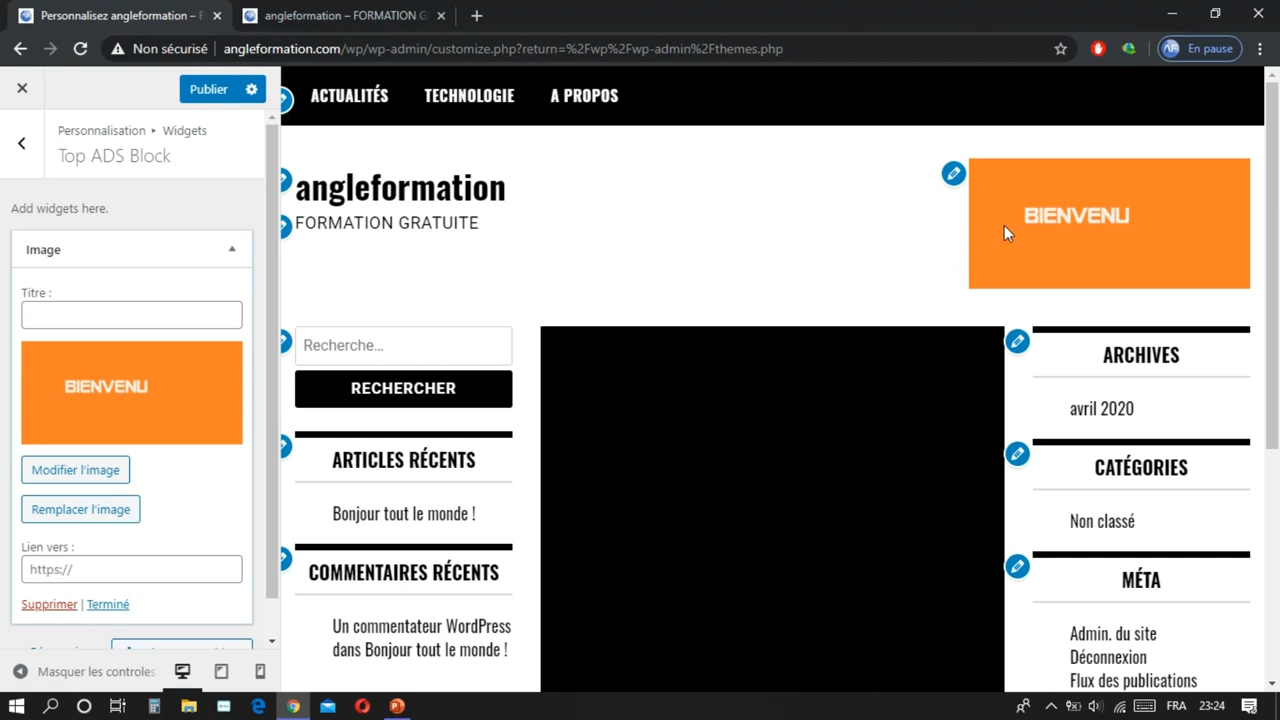 Personnalisez angleformation – F
angleformation – FORMATION G
Non sécurisé
angleformation.com/wp/wp-admin/customize.php?return=%2Fwp%2Fwp-admin%2Fthemes.php
En pause
Publier
Personnalisation ▸ Widgets
Top ADS Block
Add widgets here.
Image
Titre :
BIENVENU
Modifier l'image
Remplacer l'image
Lien vers :
https://
Supprimer | Terminé
Masquer les controles
ACTUALITÉS
TECHNOLOGIE
A PROPOS
angleformation
FORMATION GRATUITE
BIENVENU
Recherche…
RECHERCHER
ARTICLES RÉCENTS
Bonjour tout le monde !
COMMENTAIRES RÉCENTS
Un commentateur WordPress
dans Bonjour tout le monde !
ARCHIVES
avril 2020
CATÉGORIES
Non classé
MÉTA
Admin. du site
Déconnexion
Flux des publications
FRA
23:24